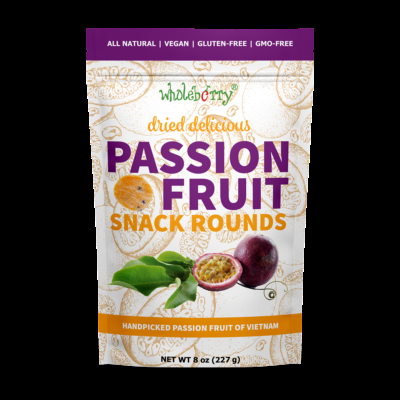 ALL NATURAL | VEGAN | GLUTEN-FREE | GMO-FREE
wholeberry®
dried delicious
PASSION
FRUIT
SNACK ROUNDS
HANDPICKED PASSION FRUIT OF VIETNAM
NET WT 8 oz (227 g)